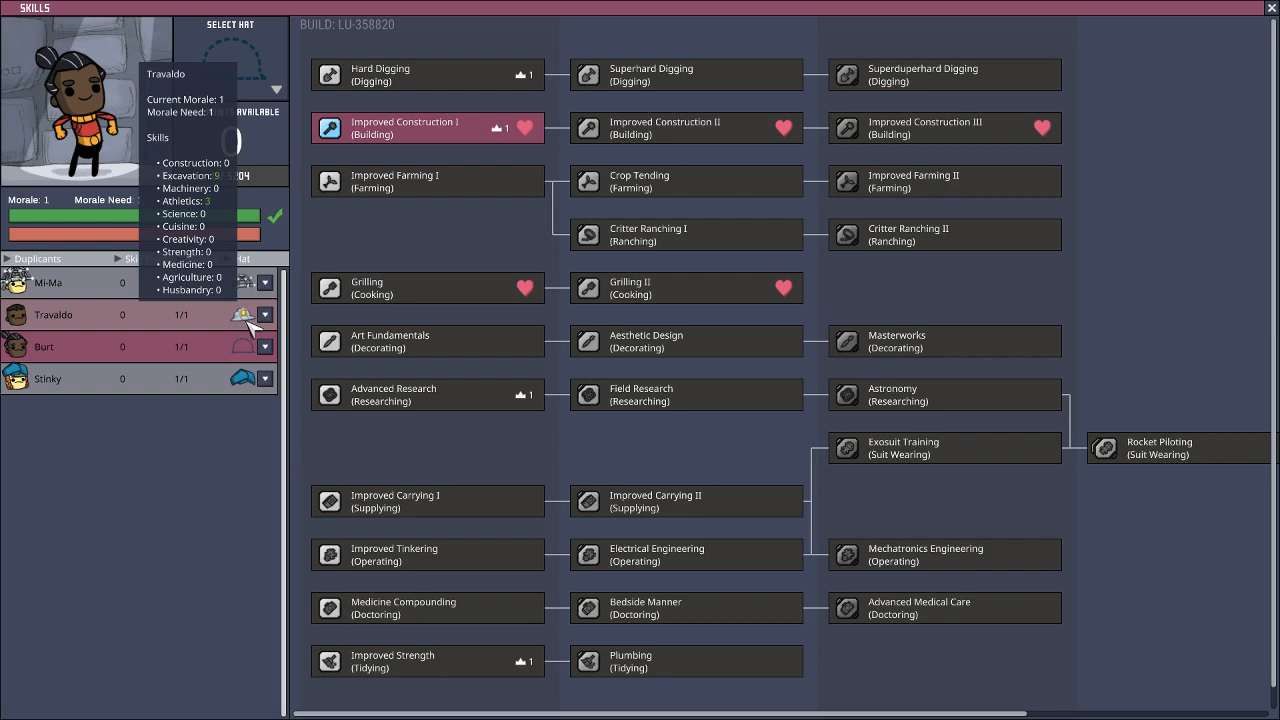 SKILLS
BUILD: LU-358820
SELECT HAT
Travaldo
Current Morale: 1
Morale Need: 1
Skills
• Construction: 0
• Excavation: 9
• Machinery: 0
• Athletics: 3
• Science: 0
• Cuisine: 0
• Creativity: 0
• Strength: 0
• Medicine: 0
• Agriculture: 0
• Husbandry: 0
AVAILABLE
0
Morale: 1
Morale Need:
Duplicants
Hat
Mi-Ma 0
Travaldo 0 1/1
Burt 0 1/1
Stinky 0 1/1
Hard Digging
(Digging)
1
Superhard Digging
(Digging)
Superduperhard Digging
(Digging)
Improved Construction I
(Building)
1
Improved Construction II
(Building)
Improved Construction III
(Building)
Improved Farming I
(Farming)
Crop Tending
(Farming)
Improved Farming II
(Farming)
Critter Ranching I
(Ranching)
Critter Ranching II
(Ranching)
Grilling
(Cooking)
Grilling II
(Cooking)
Art Fundamentals
(Decorating)
Aesthetic Design
(Decorating)
Masterworks
(Decorating)
Advanced Research
(Researching)
1
Field Research
(Researching)
Astronomy
(Researching)
Exosuit Training
(Suit Wearing)
Rocket Piloting
(Suit Wearing)
Improved Carrying I
(Supplying)
Improved Carrying II
(Supplying)
Improved Tinkering
(Operating)
Electrical Engineering
(Operating)
Mechatronics Engineering
(Operating)
Medicine Compounding
(Doctoring)
Bedside Manner
(Doctoring)
Advanced Medical Care
(Doctoring)
Improved Strength
(Tidying)
1
Plumbing
(Tidying)